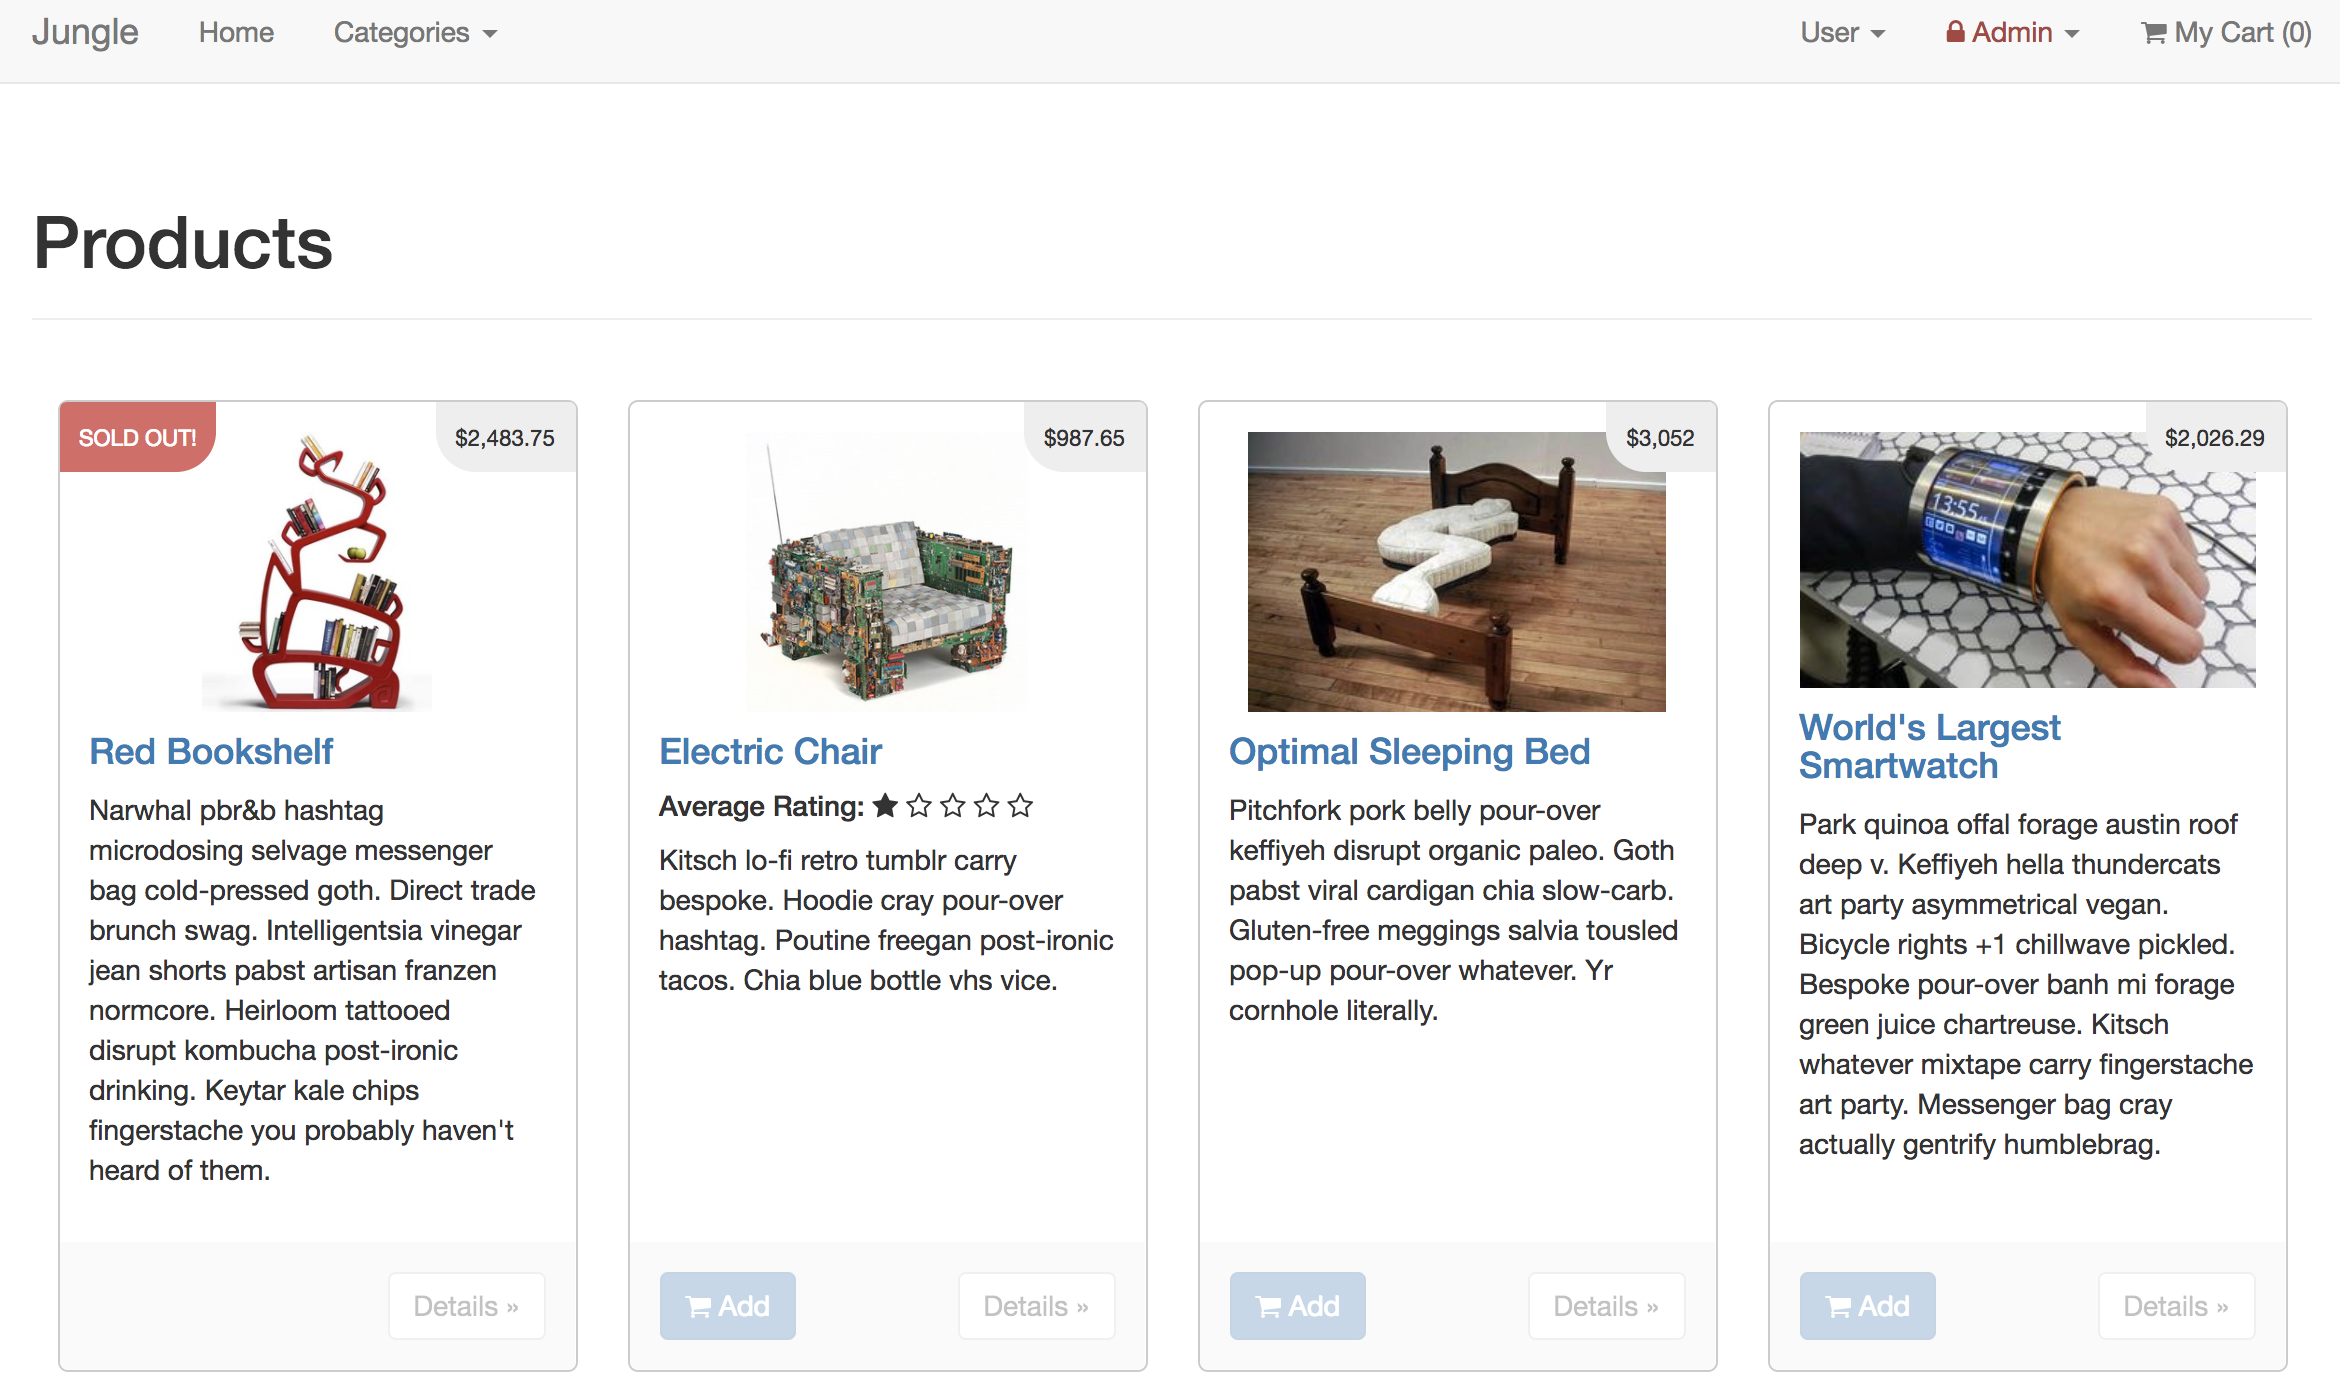 Jungle Home Categories User Admin My Cart (0)
Products
SOLD OUT! $2,483.75
Red Bookshelf
Narwhal pbr&b hashtag
microdosing selvage messenger
bag cold-pressed goth. Direct trade
brunch swag. Intelligentsia vinegar
jean shorts pabst artisan franzen
normcore. Heirloom tattooed
disrupt kombucha post-ironic
drinking. Keytar kale chips
fingerstache you probably haven't
heard of them.
Details »
$987.65
Electric Chair
Average Rating: ★ ☆ ☆ ☆ ☆
Kitsch lo-fi retro tumblr carry
bespoke. Hoodie cray pour-over
hashtag. Poutine freegan post-ironic
tacos. Chia blue bottle vhs vice.
Add Details »
$3,052
Optimal Sleeping Bed
Pitchfork pork belly pour-over
keffiyeh disrupt organic paleo. Goth
pabst viral cardigan chia slow-carb.
Gluten-free meggings salvia tousled
pop-up pour-over whatever. Yr
cornhole literally.
Add Details »
$2,026.29
13:55
World's Largest
Smartwatch
Park quinoa offal forage austin roof
deep v. Keffiyeh hella thundercats
art party asymmetrical vegan.
Bicycle rights +1 chillwave pickled.
Bespoke pour-over banh mi forage
green juice chartreuse. Kitsch
whatever mixtape carry fingerstache
art party. Messenger bag cray
actually gentrify humblebrag.
Add Details »